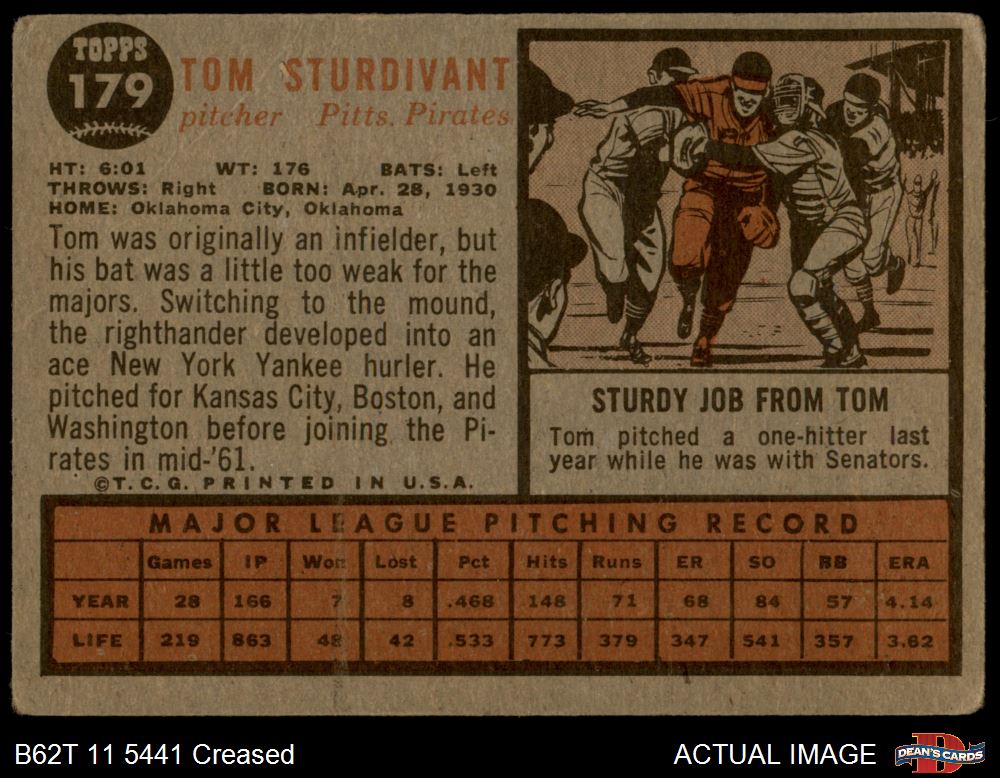 TOPPS
179
TOM STURDIVANT
pitcher Pitts. Pirates
HT: 6:01 WT: 176 BATS: Left
THROWS: Right BORN: Apr. 28, 1930
HOME: Oklahoma City, Oklahoma
Tom was originally an infielder, but
his bat was a little too weak for the
majors. Switching to the mound,
the righthander developed into an
ace New York Yankee hurler. He
pitched for Kansas City, Boston, and
Washington before joining the Pi-
rates in mid-'61.
©T.C.G. PRINTED IN U.S.A.
STURDY JOB FROM TOM
Tom pitched a one-hitter last
year while he was with Senators.
MAJOR LEAGUE PITCHING RECORD
Games IP Won Lost Pct Hits Runs ER SO BB ERA
YEAR 28 166 7 8 .468 148 71 68 84 57 4.14
LIFE 219 863 48 42 .533 773 379 347 541 357 3.62
B62T 11 5441 Creased
ACTUAL IMAGE
DEAN'S CARDS